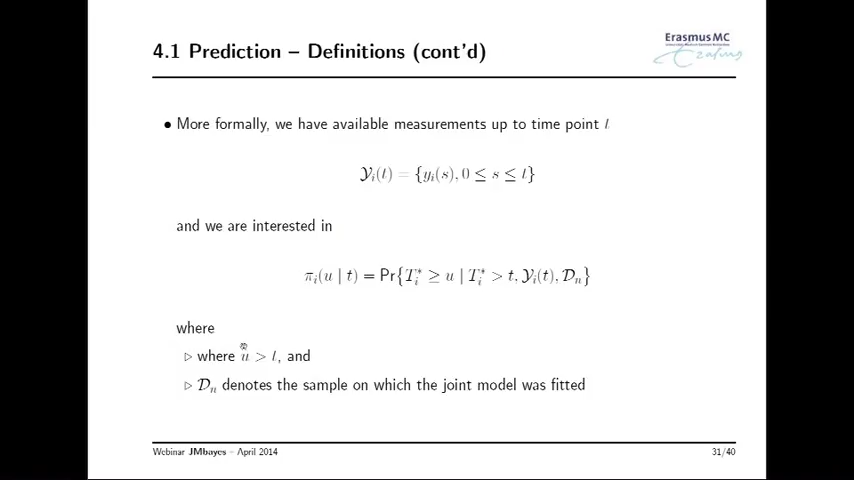 4.1 Prediction – Definitions (cont'd)
Erasmus MC
• More formally, we have available measurements up to time point t
𝒴ᵢ(t) = {yᵢ(s), 0 ≤ s ≤ t}
and we are interested in
πᵢ(u | t) = Pr{Tᵢ* ≥ u | Tᵢ* > t, 𝒴ᵢ(t), 𝒟ₙ}
where
▷ where u > t, and
▷ 𝒟ₙ denotes the sample on which the joint model was fitted
Webinar JMbayes – April 2014
31/40